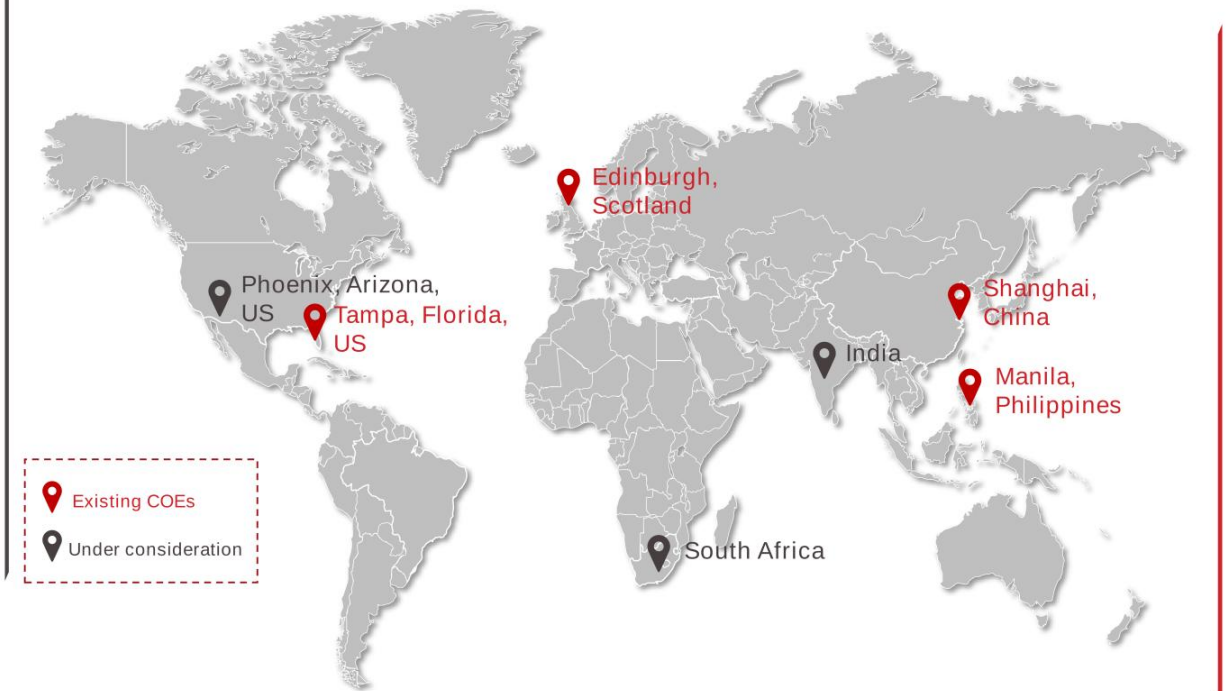 Edinburgh,
Scotland
Phoenix, Arizona,
US
Tampa, Florida,
US
Shanghai,
China
India
Manila,
Philippines
South Africa
Existing COEs
Under consideration